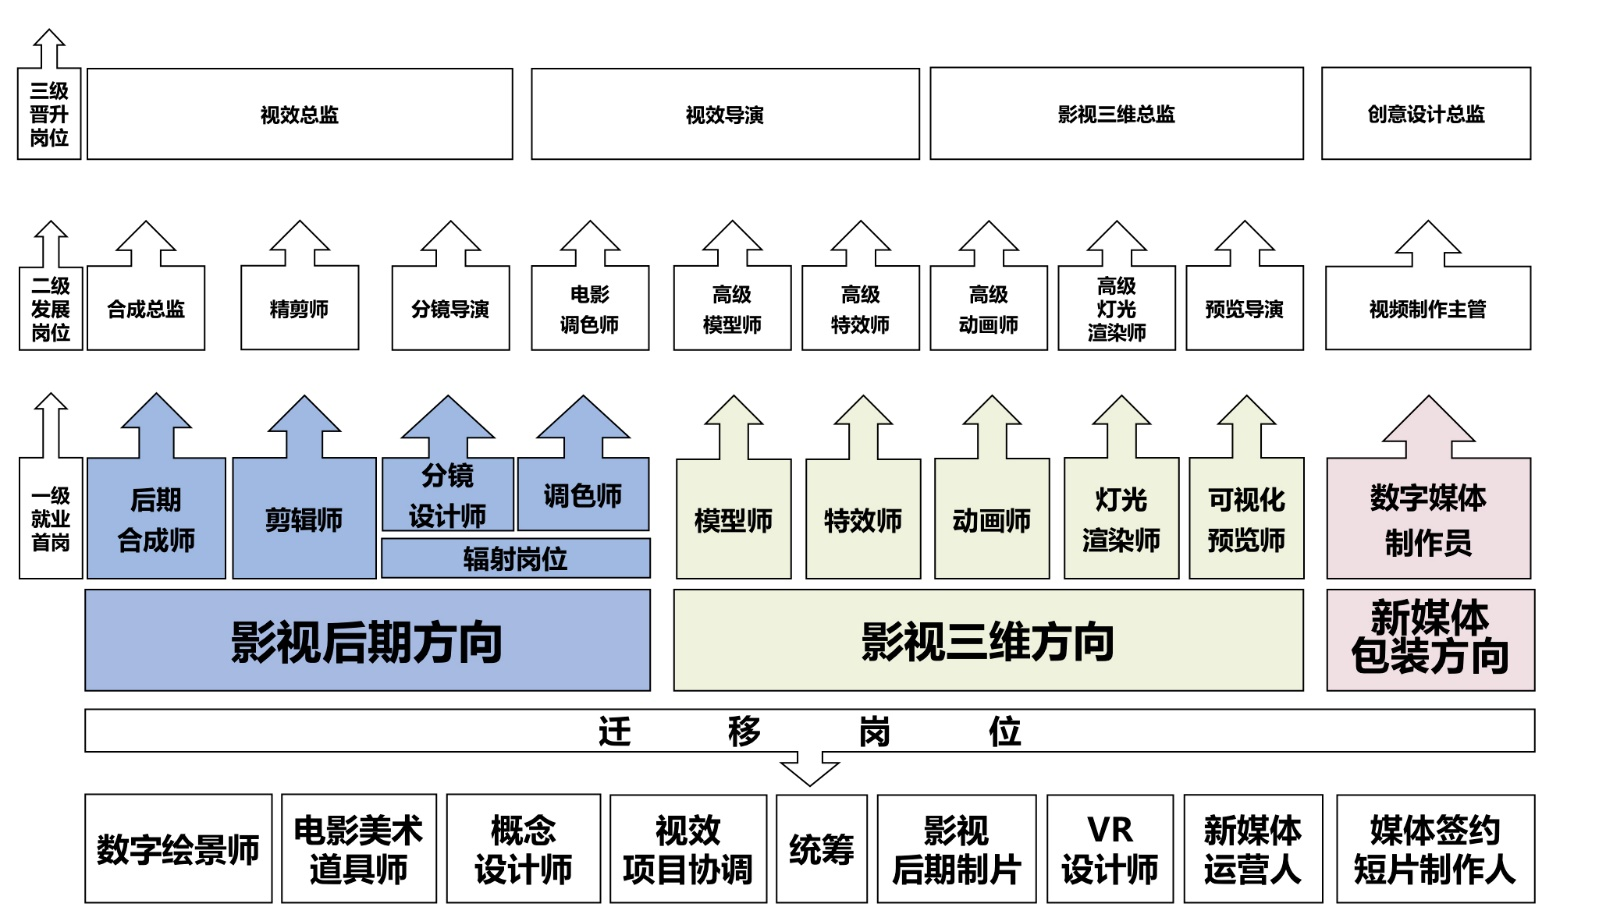 三级
晋升
岗位
视效总监
视效导演
影视三维总监
创意设计总监
二级
发展
岗位
合成总监
精剪师
分镜导演
电影
调色师
高级
模型师
高级
特效师
高级
动画师
高级
灯光
渲染师
预览导演
视频制作主管
一级
就业
首岗
后期
合成师
剪辑师
分镜
设计师
调色师
辐射岗位
模型师
特效师
动画师
灯光
渲染师
可视化
预览师
数字媒体
制作员
影视后期方向
影视三维方向
新媒体
包装方向
迁移岗位
数字绘景师
电影美术
道具师
概念
设计师
视效
项目协调
统筹
影视
后期制片
VR
设计师
新媒体
运营人
媒体签约
短片制作人